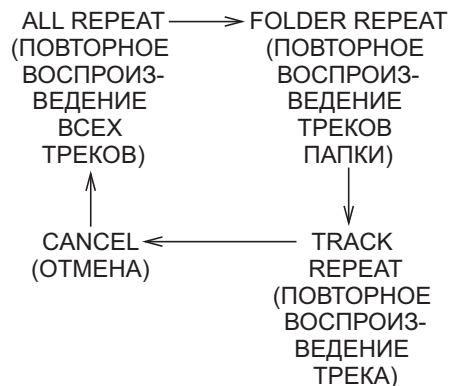 ALL REPEAT
(ПОВТОРНОЕ
ВОСПРОИЗ-
ВЕДЕНИЕ
ВСЕХ
ТРЕКОВ)
FOLDER REPEAT
(ПОВТОРНОЕ
ВОСПРОИЗ-
ВЕДЕНИЕ
ТРЕКОВ
ПАПКИ)
TRACK
REPEAT
(ПОВТОРНОЕ
ВОСПРОИЗ-
ВЕДЕНИЕ
ТРЕКА)
CANCEL
(ОТМЕНА)